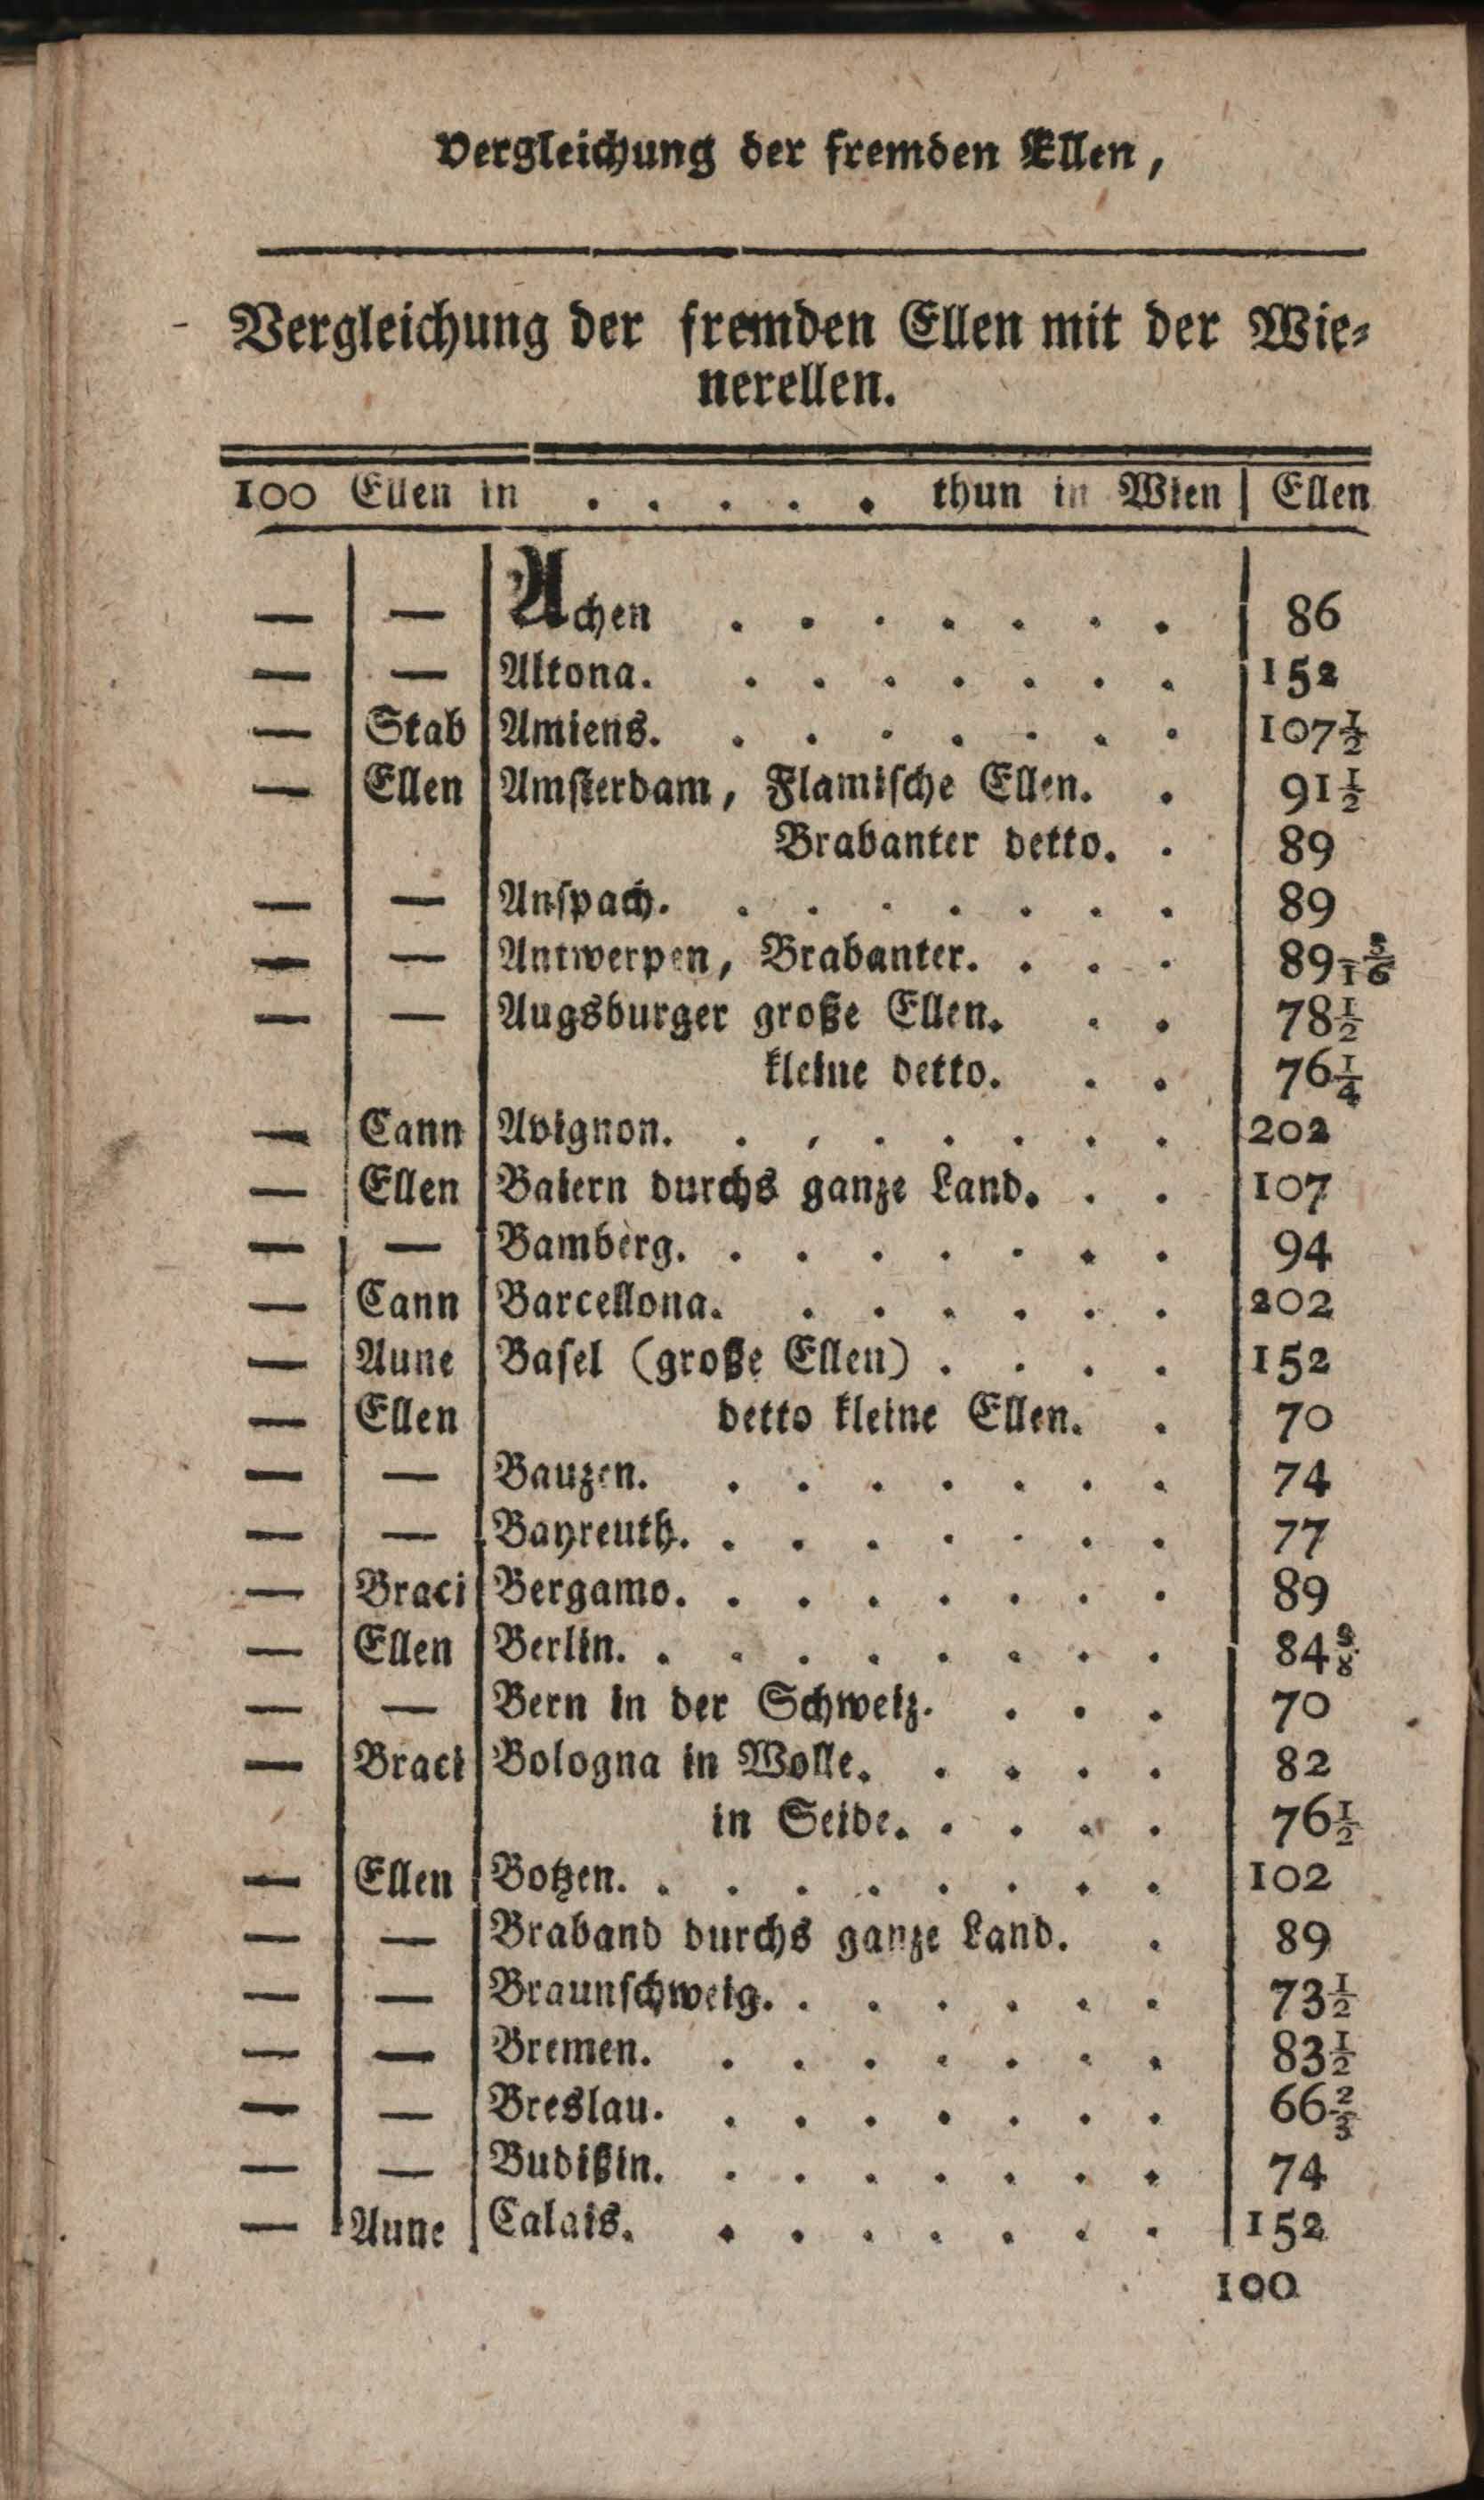 Vergleichung der fremden Ellen,
Vergleichung der fremden Ellen mit der Wie⸗
nerellen.
100 Ellen in . . . . . thun in Wien | Ellen
— — Achen . . . . . . . 86
— — Altona. . . . . . . . 152
— Stab Amiens. . . . . . . . 107½
— Ellen Amsterdam, Flamische Ellen. . 91½
Brabanter detto. . 89
— — Anspach. . . . . . . . 89
— — Antwerpen, Brabanter. . . . 89 5/16
— — Augsburger große Ellen. . . 78½
kleine detto. . . 76¼
— Cann Avignon. . . . . . . . 202
— Ellen Baiern durchs ganze Land. . . 107
— — Bamberg. . . . . . . . 94
— Cann Barcellona. . . . . . . 202
— Aune Basel (große Ellen) . . . . 152
— Ellen detto kleine Ellen. . 70
— — Bauzen. . . . . . . . 74
— — Bayreuth. . . . . . . . 77
— Braci Bergamo. . . . . . . . 89
— Ellen Berlin. . . . . . . . . 84
— — Bern in der Schweiz. . . . 70
— Braci Bologna in Wolle. . . . . 82
in Seide. . . . . 76½
— Ellen Botzen. . . . . . . . . 102
— — Braband durchs ganze Land. . 89
— — Braunschweig. . . . . . . 73½
— — Bremen. . . . . . . . 83½
— — Breslau. . . . . . . . 66⅔
— — Budißin. . . . . . . . 74
— Aune Calais. . . . . . . . 152
100